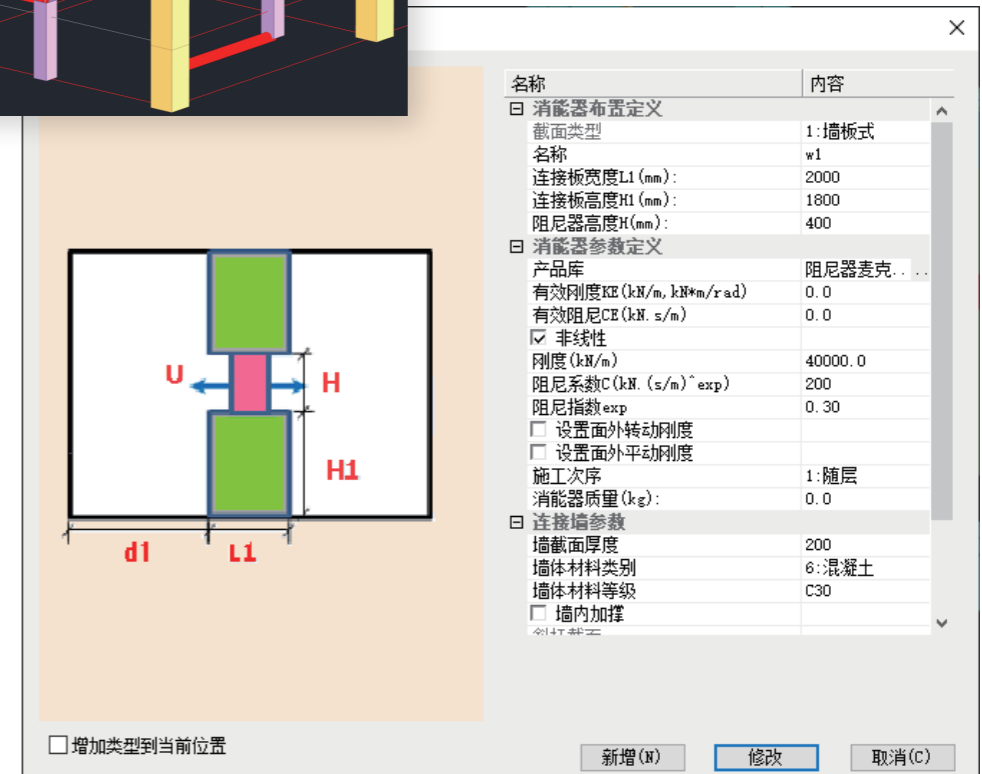 名称 内容
消能器布置定义
截面类型 1:墙板式
名称 w1
连接板宽度L1(mm): 2000
连接板高度H1(mm): 1800
阻尼器高度H(mm): 400
消能器参数定义
产品库 阻尼器麦克.. ..
有效刚度KE(kN/m,kN*m/rad) 0.0
有效阻尼CE(kN.s/m) 0.0
非线性
刚度(kN/m) 40000.0
阻尼系数C(kN.(s/m)^exp) 200
阻尼指数exp 0.30
设置面外转动刚度
设置面外平动刚度
施工次序 1:随层
消能器质量(kg): 0.0
连接墙参数
墙截面厚度 200
墙体材料类别 6:混凝土
墙体材料等级 C30
墙内加撑
U
H
H1
d1 L1
增加类型到当前位置
新增(N) 修改 取消(C)